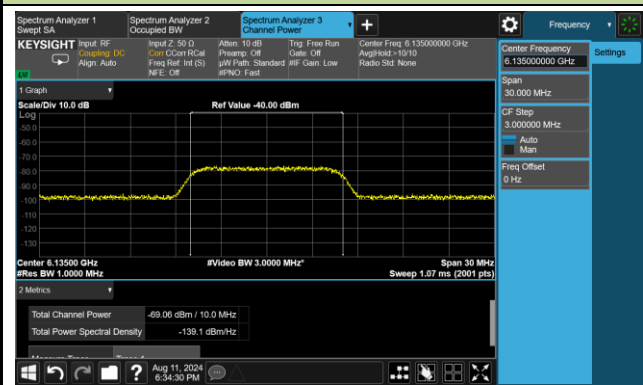 Spectrum Analyzer 1
Swept SA
Spectrum Analyzer 2
Occupied BW
Spectrum Analyzer 3
Channel Power
Frequency
KEYSIGHT
Input: RF
Coupling: DC
Align: Auto
Input Z: 50 Ω
Corr CCorr RCal
Freq Ref: Int (S)
NFE: Off
Atten: 10 dB
Preamp: Off
µW Path: Standard
#PNO: Fast
Trig: Free Run
Gate: Off
#IF Gain: Low
Center Freq: 6.135000000 GHz
Avg|Hold:>10/10
Radio Std: None
1 Graph
Scale/Div 10.0 dB
Ref Value -40.00 dBm
Log
-50.0
-60.0
-70.0
-80.0
-90.0
-100
-110
-120
-130
Center 6.13500 GHz
#Video BW 3.0000 MHz*
Span 30 MHz
#Res BW 1.0000 MHz
Sweep 1.07 ms (2001 pts)
2 Metrics
Total Channel Power
-69.06 dBm / 10.0 MHz
Total Power Spectral Density
-139.1 dBm/Hz
Aug 11, 2024
6:34:30 PM
Center Frequency
6.135000000 GHz
Settings
Span
30.000 MHz
CF Step
3.000000 MHz
Auto
Man
Freq Offset
0 Hz